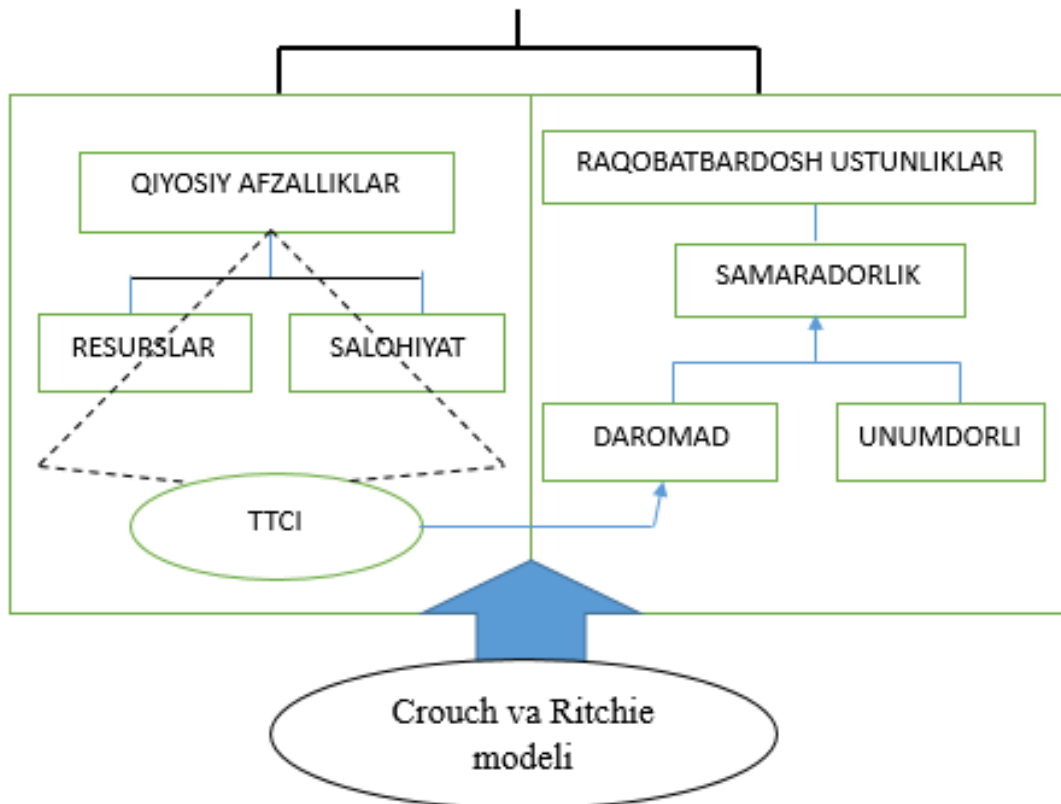 QIYOSIY AFZALLIKLAR
RESURSLAR
SALOHIYAT
TTCI
RAQOBATBARDOSH USTUNLIKLAR
SAMARADORLIK
DAROMAD
UNUMDORLI
Crouch va Ritchie
modeli